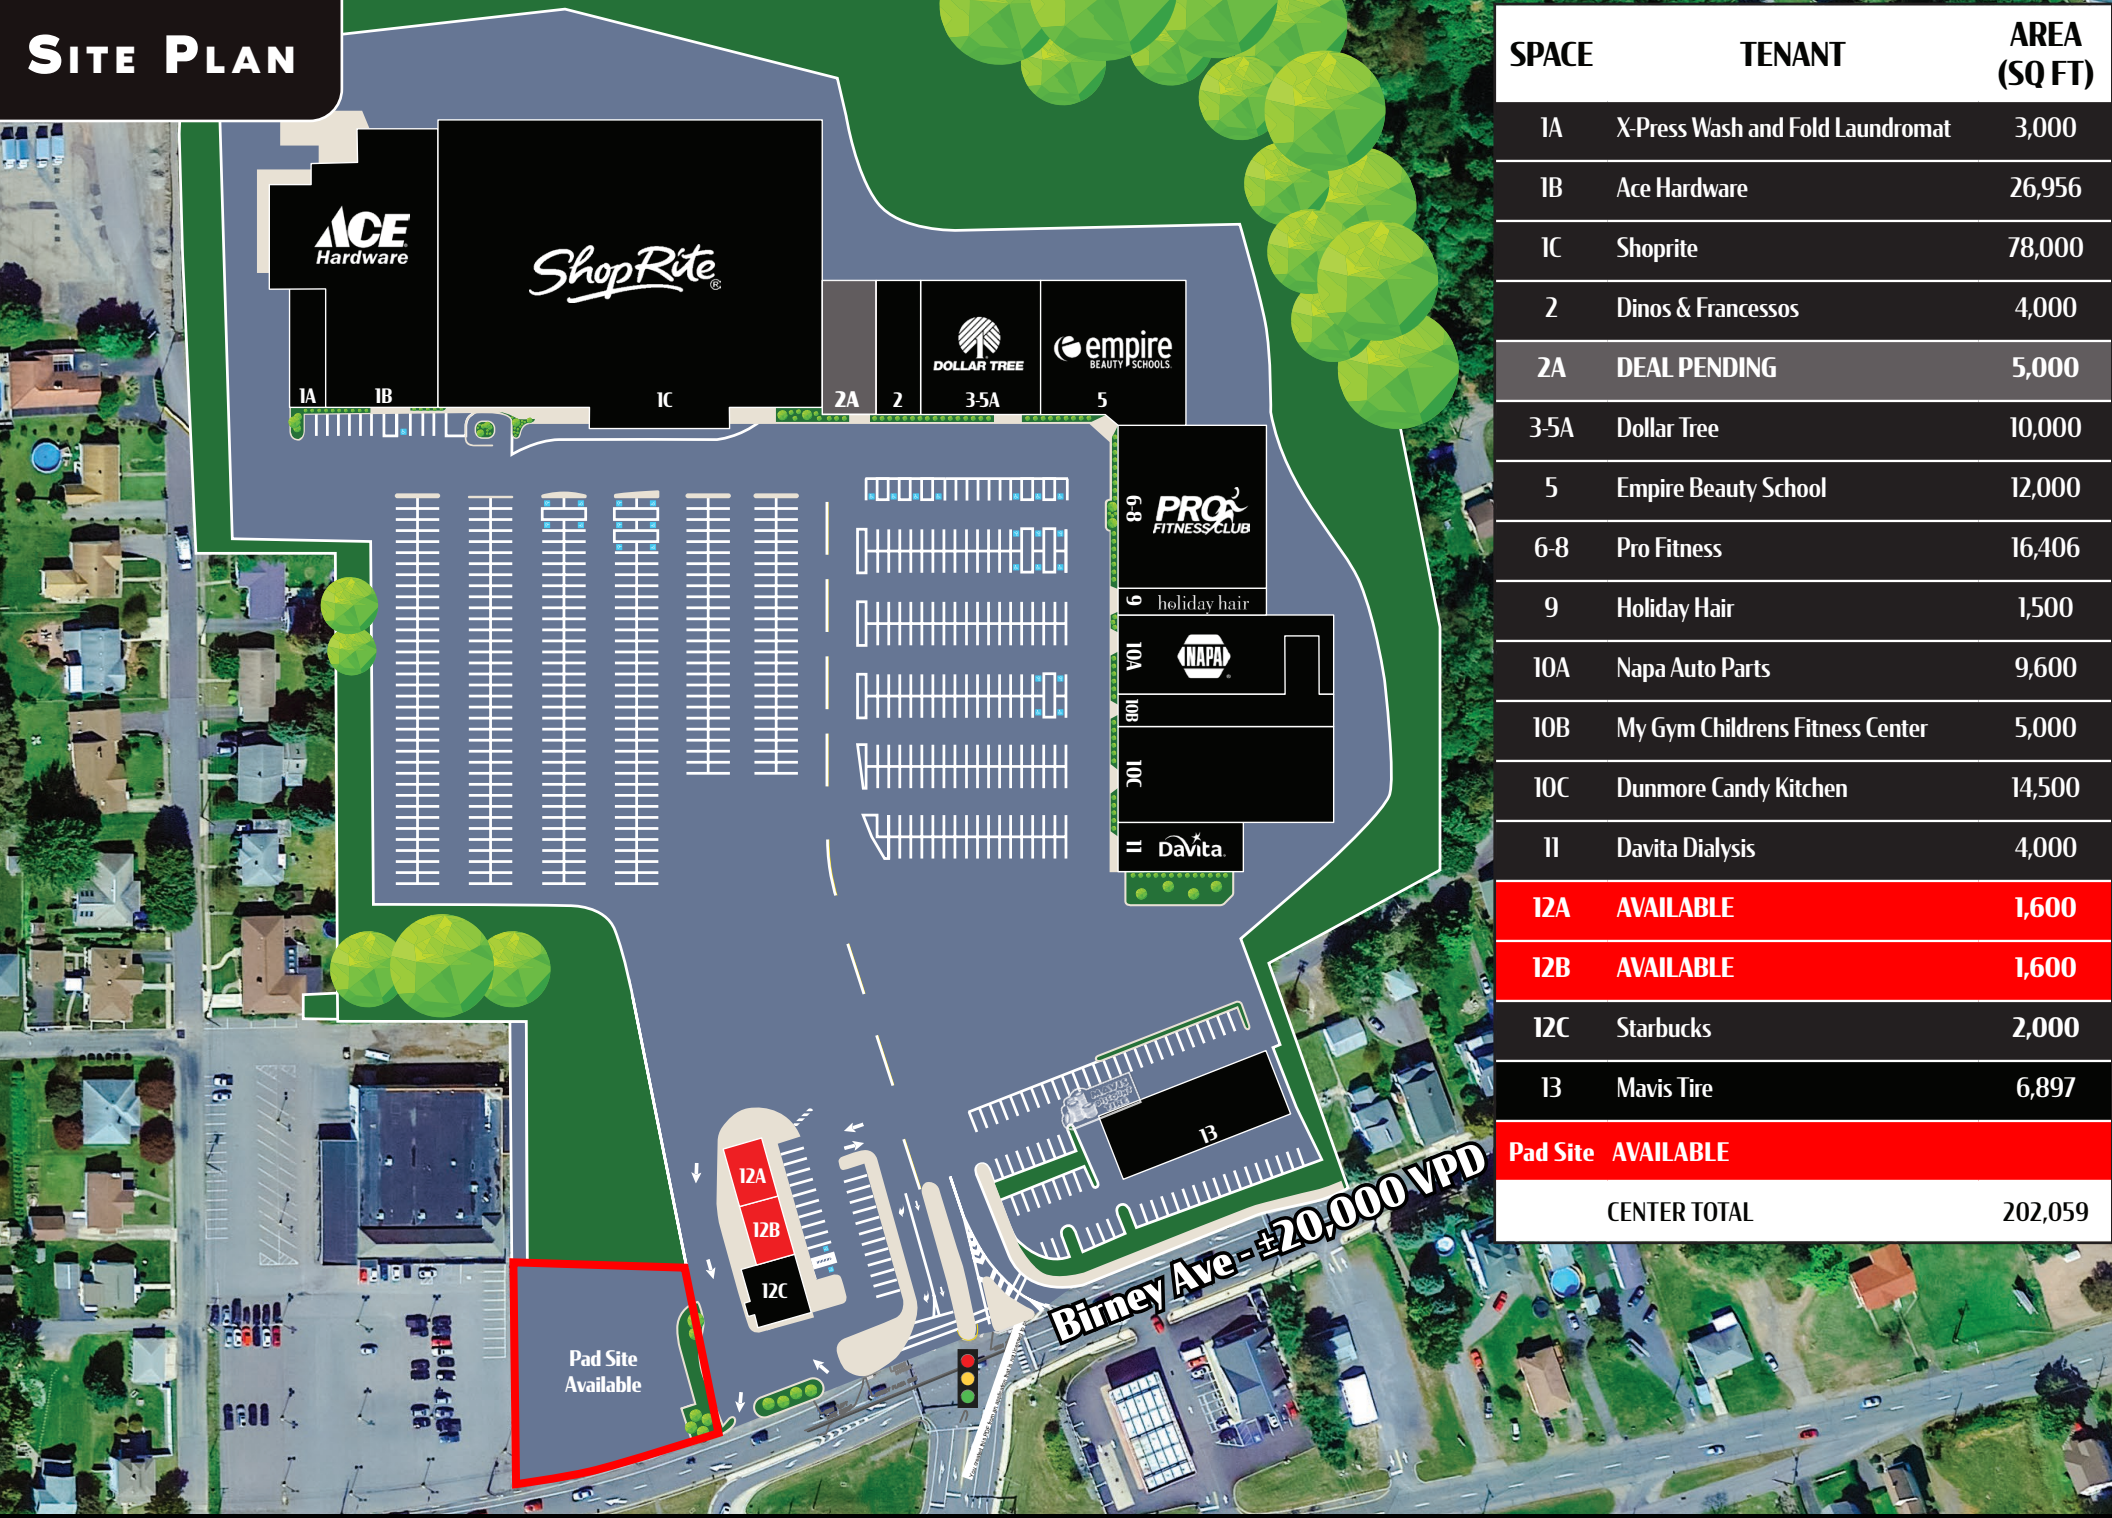 SITE PLAN
SPACE TENANT AREA (SQ FT)
1A X-Press Wash and Fold Laundromat 3,000
1B Ace Hardware 26,956
1C Shoprite 78,000
2 Dinos & Francessos 4,000
2A DEAL PENDING 5,000
3-5A Dollar Tree 10,000
5 Empire Beauty School 12,000
6-8 Pro Fitness 16,406
9 Holiday Hair 1,500
10A Napa Auto Parts 9,600
10B My Gym Childrens Fitness Center 5,000
10C Dunmore Candy Kitchen 14,500
11 Davita Dialysis 4,000
12A AVAILABLE 1,600
12B AVAILABLE 1,600
12C Starbucks 2,000
13 Mavis Tire 6,897
Pad Site AVAILABLE
CENTER TOTAL 202,059
ACE
Hardware
ShopRite®
DOLLAR TREE
empire
BEAUTY SCHOOLS
1A
1B
1C
2A
2
3-5A
5
6-8
PRO
FITNESS CLUB
9
holiday hair
10A
NAPA
10B
10C
11
DaVita
MAVIS
DISCOUNT
TIRE
13
12A
12B
12C
Birney Ave - ±20,000 VPD
Pad Site
Available